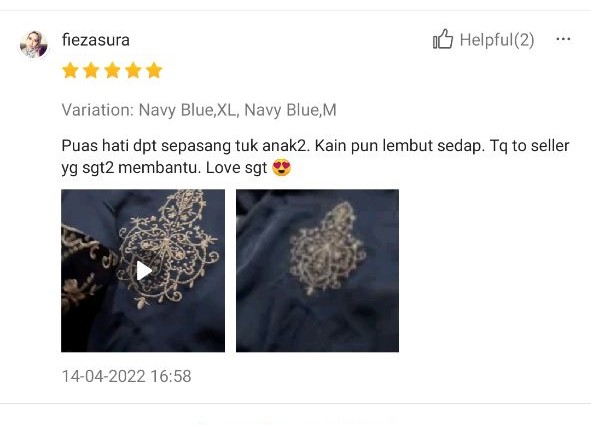 fiezasura
Helpful(2)
Variation: Navy Blue,XL, Navy Blue,M
Puas hati dpt sepasang tuk anak2. Kain pun lembut sedap. Tq to seller
yg sgt2 membantu. Love sgt 😍
14-04-2022 16:58